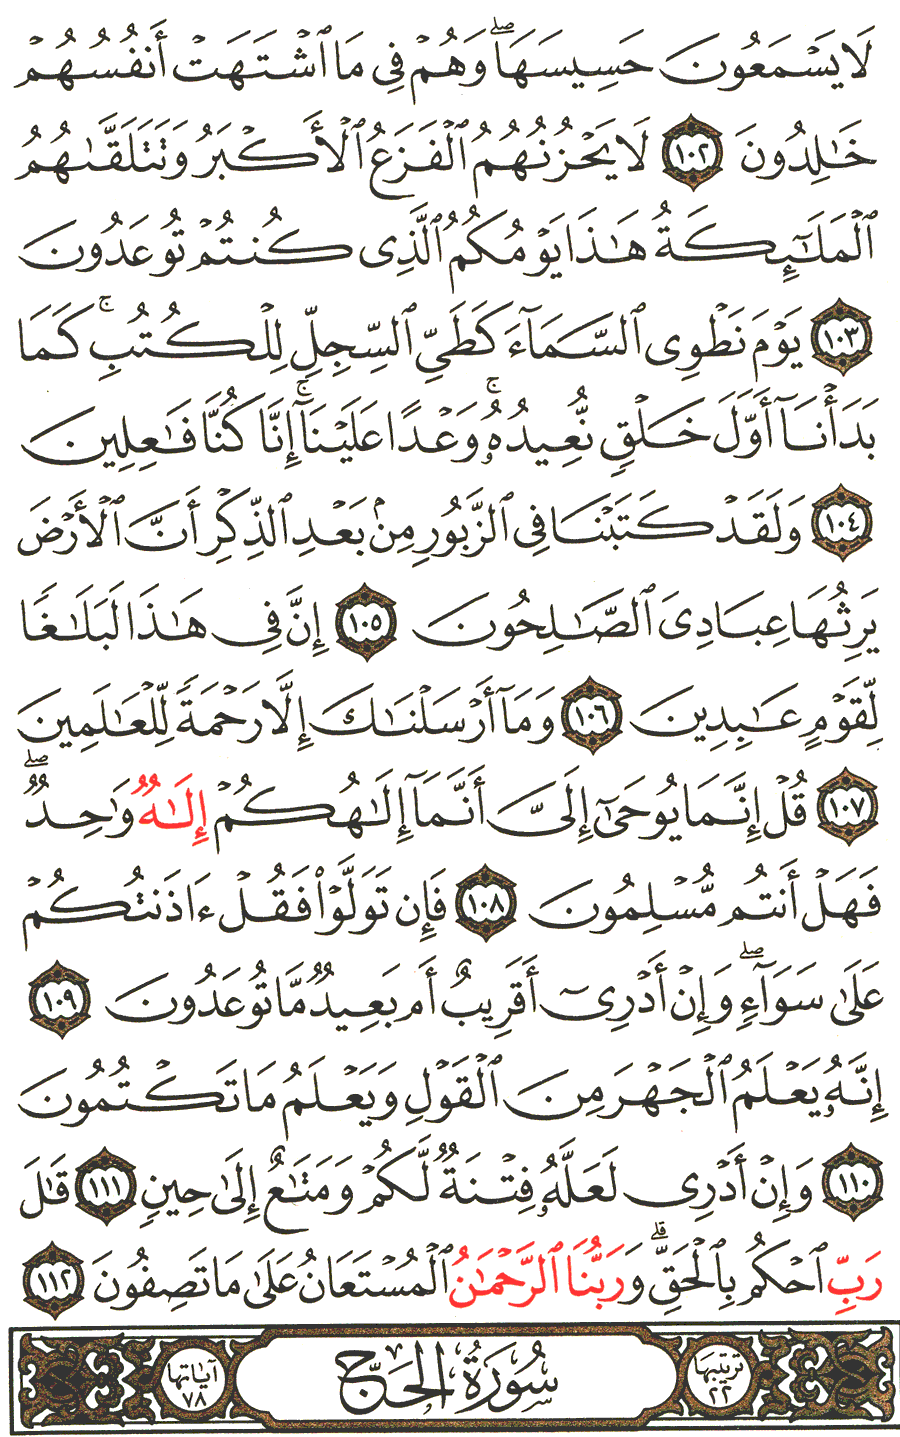 لَا يَسْمَعُونَ حَسِيسَهَا ۖ وَهُمْ فِي مَا ٱشْتَهَتْ أَنفُسُهُمْ
خَـٰلِدُونَ ١٠٢ لَا يَحْزُنُهُمُ ٱلْفَزَعُ ٱلْأَكْبَرُ وَتَتَلَقَّىٰهُمُ
ٱلْمَلَـٰٓئِكَةُ هَـٰذَا يَوْمُكُمُ ٱلَّذِى كُنتُمْ تُوعَدُونَ
١٠٣ يَوْمَ نَطْوِى ٱلسَّمَآءَ كَطَىِّ ٱلسِّجِلِّ لِلْكُتُبِ ۚ كَمَا
بَدَأْنَآ أَوَّلَ خَلْقٍ نُّعِيدُهُۥ ۚ وَعْدًا عَلَيْنَآ ۚ إِنَّا كُنَّا فَـٰعِلِينَ
١٠٤ وَلَقَدْ كَتَبْنَا فِى ٱلزَّبُورِ مِنۢ بَعْدِ ٱلذِّكْرِ أَنَّ ٱلْأَرْضَ
يَرِثُهَا عِبَادِىَ ٱلصَّـٰلِحُونَ ١٠٥ إِنَّ فِى هَـٰذَا لَبَلَـٰغًا
لِّقَوْمٍ عَـٰبِدِينَ ١٠٦ وَمَآ أَرْسَلْنَـٰكَ إِلَّا رَحْمَةً لِّلْعَـٰلَمِينَ
١٠٧ قُلْ إِنَّمَا يُوحَىٰٓ إِلَىَّ أَنَّمَآ إِلَـٰهُكُمْ إِلَـٰهٌ وَٰحِدٌ ۖ
فَهَلْ أَنتُم مُّسْلِمُونَ ١٠٨ فَإِن تَوَلَّوْا۟ فَقُلْ ءَاذَنتُكُمْ
عَلَىٰ سَوَآءٍ ۖ وَإِنْ أَدْرِىٓ أَقَرِيبٌ أَم بَعِيدٌ مَّا تُوعَدُونَ ١٠٩
إِنَّهُۥ يَعْلَمُ ٱلْجَهْرَ مِنَ ٱلْقَوْلِ وَيَعْلَمُ مَا تَكْتُمُونَ
١١٠ وَإِنْ أَدْرِى لَعَلَّهُۥ فِتْنَةٌ لَّكُمْ وَمَتَـٰعٌ إِلَىٰ حِينٍ ١١١ قَـٰلَ
رَبِّ ٱحْكُم بِٱلْحَقِّ ۗ وَرَبُّنَا ٱلرَّحْمَـٰنُ ٱلْمُسْتَعَانُ عَلَىٰ مَا تَصِفُونَ ١١٢
ترتيبها ٢٢ سُورَةُ الحَجِّ آياتها ٧٨